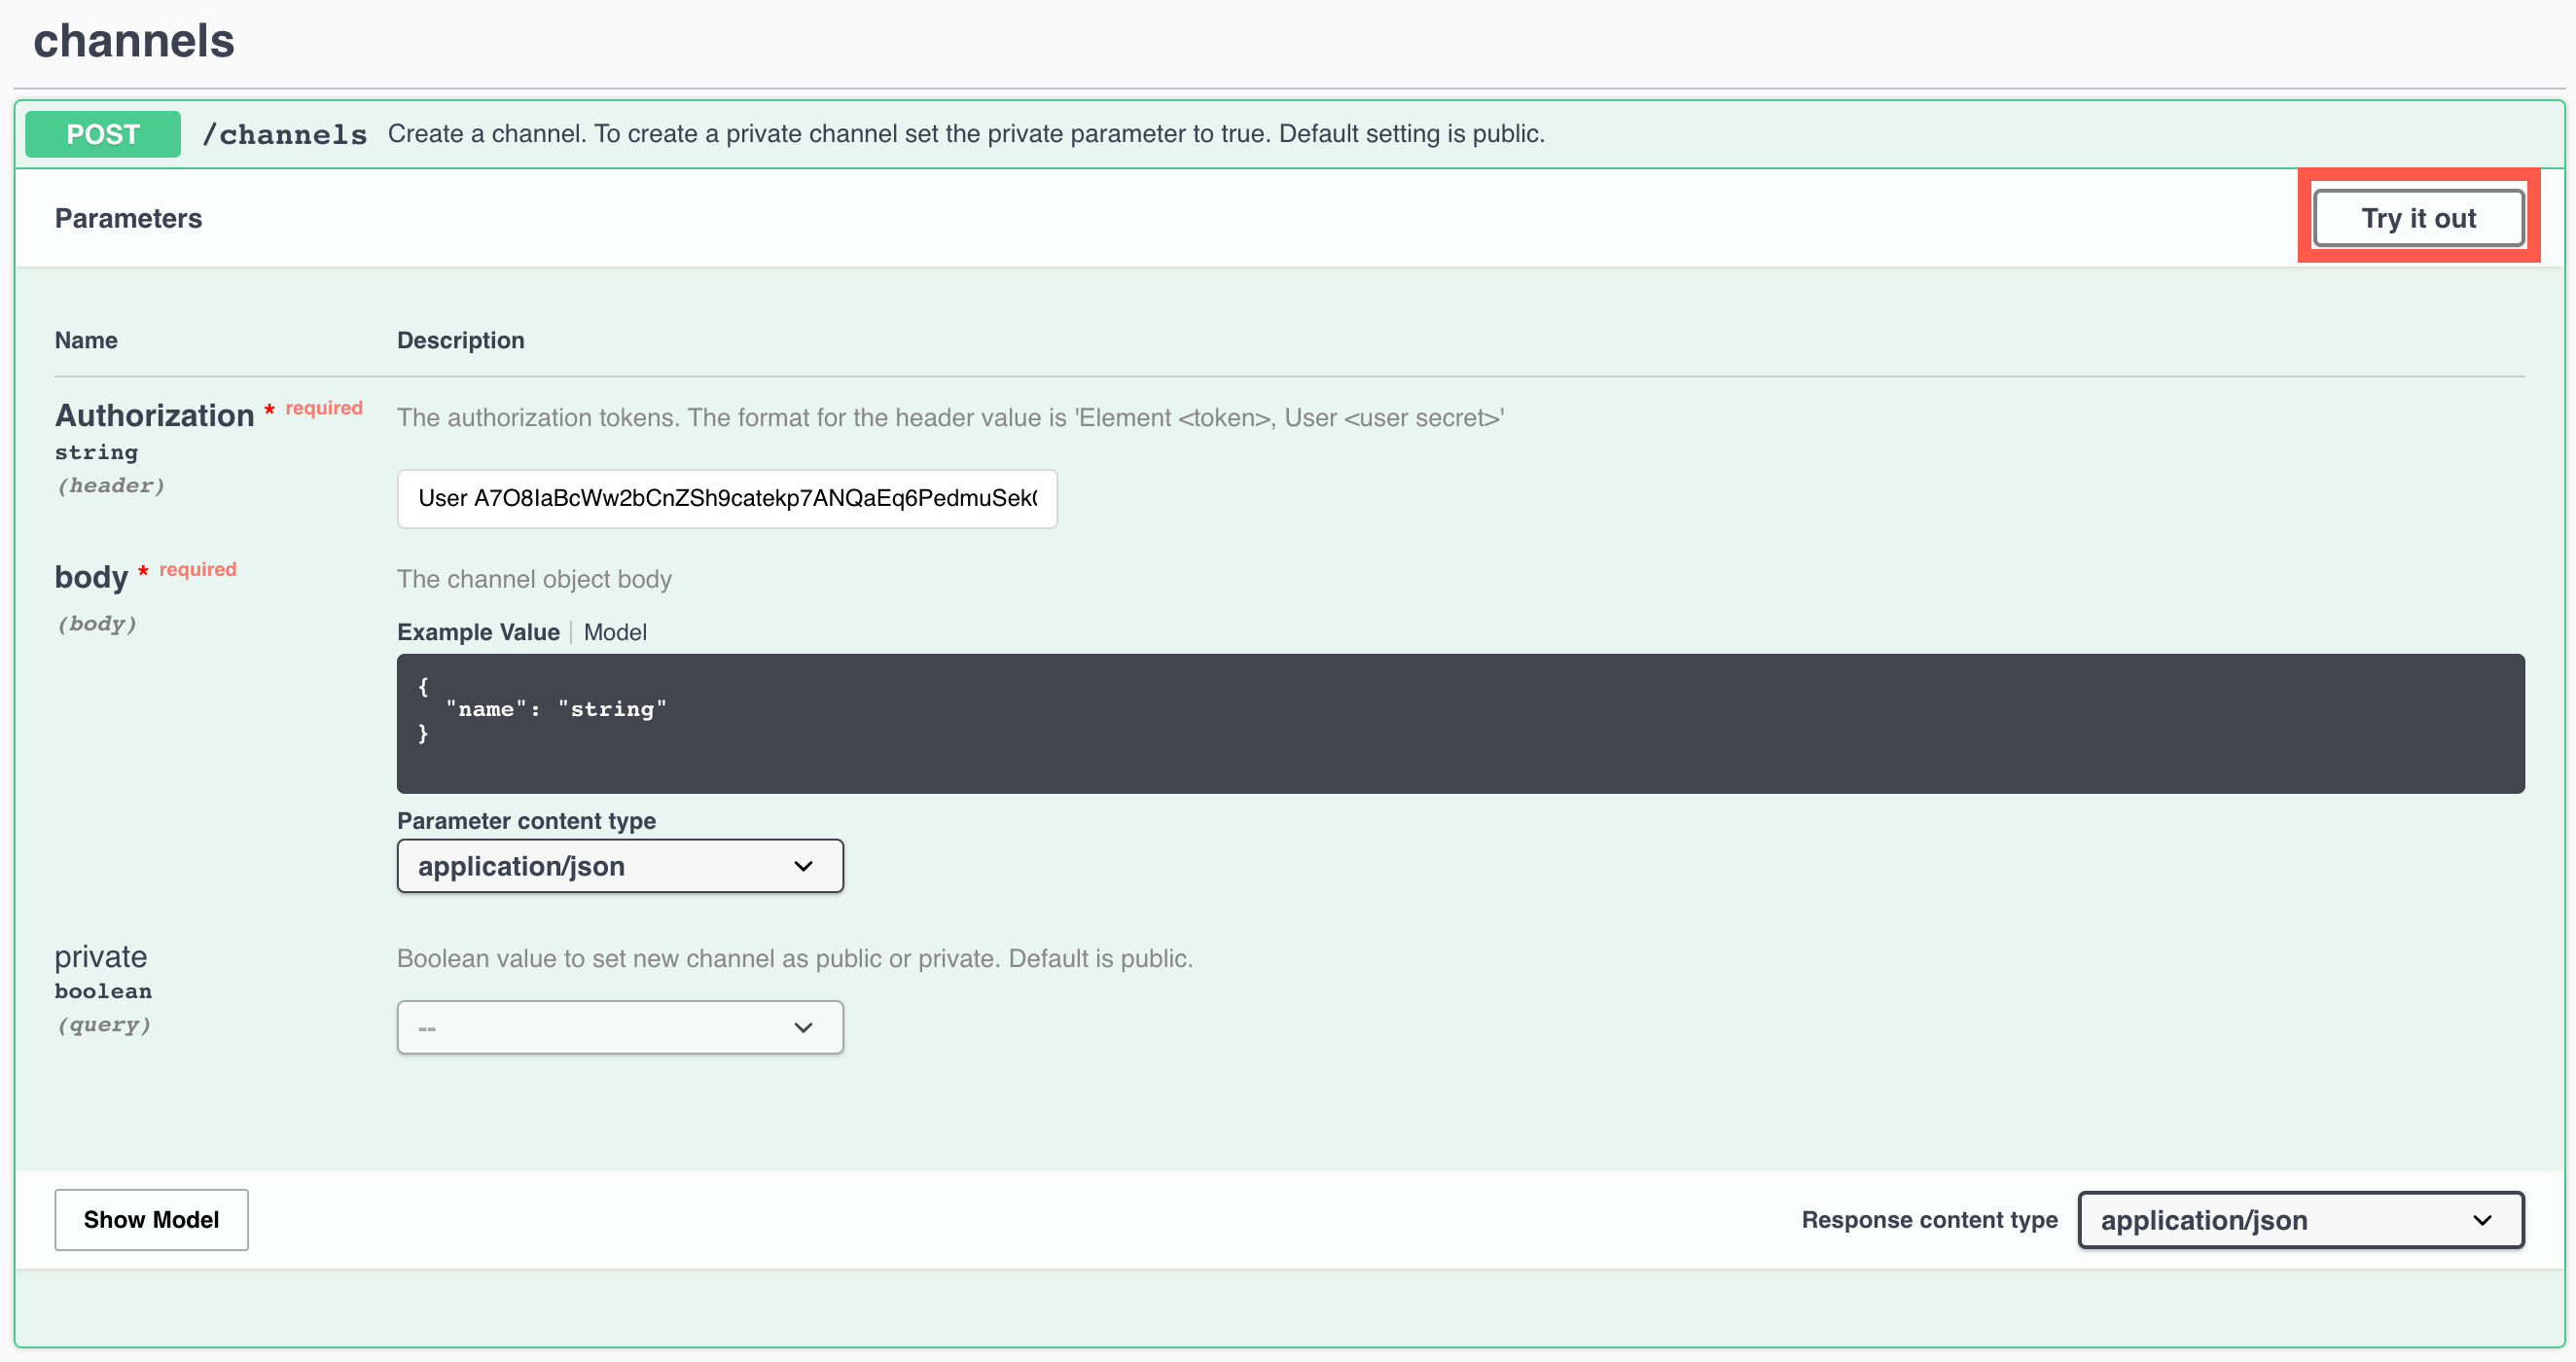 channels
POST /channels Create a channel. To create a private channel set the private parameter to true. Default setting is public.
Parameters
Try it out
Name Description
Authorization * required
string
(header)
The authorization tokens. The format for the header value is 'Element <token>, User <user secret>'
User A7O8IaBcWw2bCnZSh9catekp7ANQaEq6PedmuSek
body * required
(body)
The channel object body
Example Value Model
{
"name": "string"
}
Parameter content type
application/json
private
boolean
(query)
Boolean value to set new channel as public or private. Default is public.
--
Show Model
Response content type application/json